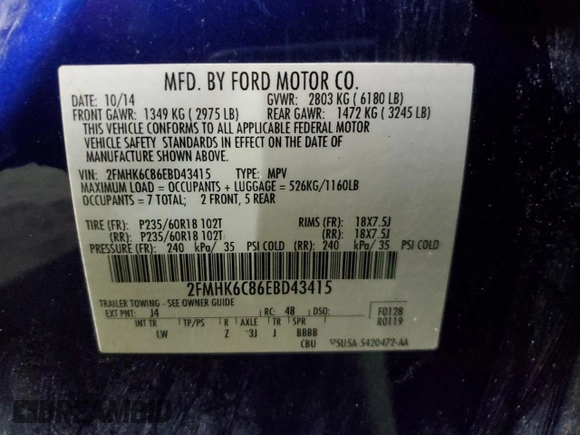 MFD. BY FORD MOTOR CO.
DATE: 10/14 GVWR: 2803 KG ( 6180 LB)
FRONT GAWR: 1349 KG ( 2975 LB) REAR GAWR: 1472 KG ( 3245 LB)
THIS VEHICLE CONFORMS TO ALL APPLICABLE FEDERAL MOTOR
VEHICLE SAFETY STANDARDS IN EFFECT ON THE DATE OF
MANUFACTURE SHOWN ABOVE.
VIN: 2FMHK6C86EBD43415 TYPE: MPV
MAXIMUM LOAD = OCCUPANTS + LUGGAGE = 526KG/1160LB
OCCUPANTS = 7 TOTAL; 2 FRONT, 5 REAR
TIRE (FR): P235/60R18 102T RIMS (FR): 18X7.5J
(RR): P235/60R18 102T (RR): 18X7.5J
PRESSURE (FR): 240 kPa/ 35 PSI COLD (RR): 240 kPa/ 35 PSI COLD
2FMHK6C86EBD43415
TRAILER TOWING - SEE OWNER GUIDE
EXT PNT: J4 RC: 48 DSO: F0128
INT TR TP/PS R AXLE TR SPR R0119
LW Z 3J J BBBB
CBU SU5A-5420472-AA
DREAMBID